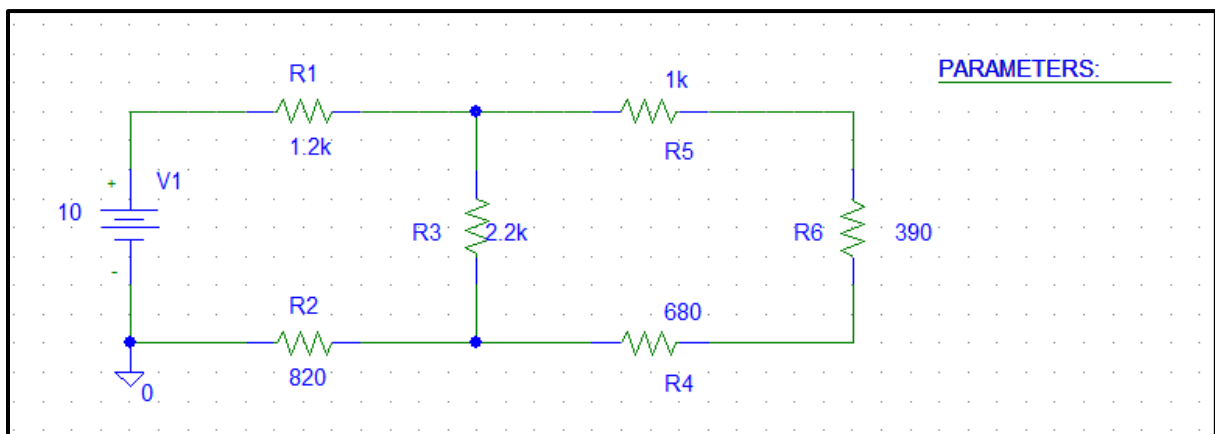 PARAMETERS:
R1
1k
1.2k
R5
+
V1
10
R3
2.2k
R6
390
-
R2
680
820
R4
0